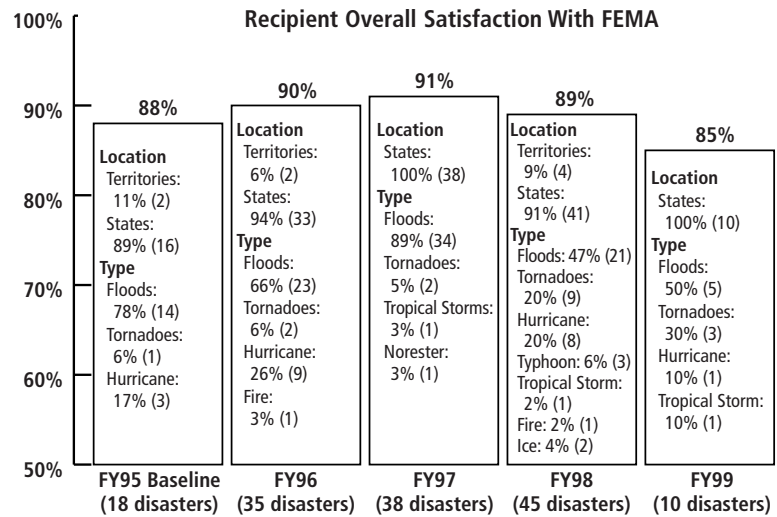 Recipient Overall Satisfaction With FEMA
100%
90%
80%
70%
60%
50%
88%
Location
Territories:
11% (2)
States:
89% (16)
Type
Floods:
78% (14)
Tornadoes:
6% (1)
Hurricane:
17% (3)
FY95 Baseline
(18 disasters)
90%
Location
Territories:
6% (2)
States:
94% (33)
Type
Floods:
66% (23)
Tornadoes:
6% (2)
Hurricane:
26% (9)
Fire:
3% (1)
FY96
(35 disasters)
91%
Location
States:
100% (38)
Type
Floods:
89% (34)
Tornadoes:
5% (2)
Tropical Storms:
3% (1)
Norester:
3% (1)
FY97
(38 disasters)
89%
Location
Territories:
9% (4)
States:
91% (41)
Type
Floods: 47% (21)
Tornadoes:
20% (9)
Hurricane:
20% (8)
Typhoon: 6% (3)
Tropical Storm:
2% (1)
Fire: 2% (1)
Ice: 4% (2)
FY98
(45 disasters)
85%
Location
States:
100% (10)
Type
Floods:
50% (5)
Tornadoes:
30% (3)
Hurricane:
10% (1)
Tropical Storm:
10% (1)
FY99
(10 disasters)